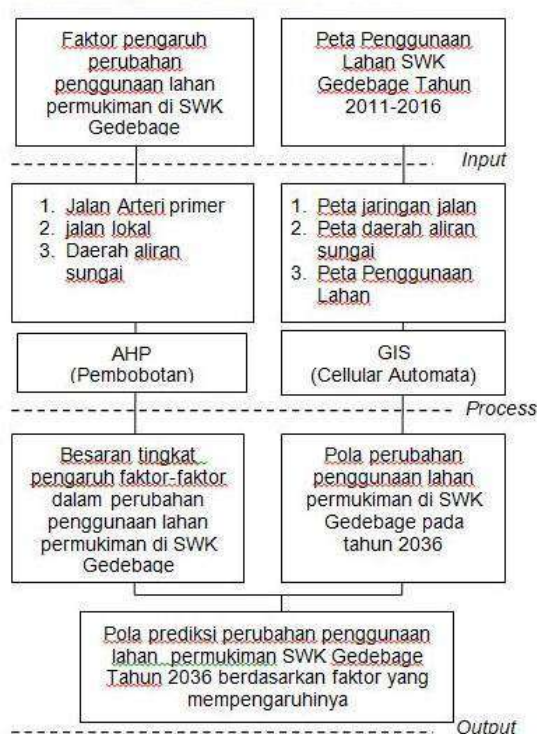 Faktor pengaruh
perubahan
penggunaan lahan
permukiman di SWK
Gedebage
Peta Penggunaan
Lahan SWK
Gedebage Tahun
2011-2016
Input
1. Jalan Arteri primer
2. jalan lokal
3. Daerah aliran
sungai
1. Peta jaringan jalan
2. Peta daerah aliran
sungai
3. Peta Penggunaan
Lahan
AHP
(Pembobotan)
GIS
(Cellular Automata)
Process
Besaran tingkat
pengaruh faktor-faktor
dalam perubahan
penggunaan lahan
permukiman di SWK
Gedebage
Pola perubahan
penggunaan lahan
permukiman di SWK
Gedebage pada
tahun 2036
Pola prediksi perubahan penggunaan
lahan permukiman SWK Gedebage
Tahun 2036 berdasarkan faktor yang
mempengaruhinya
Output